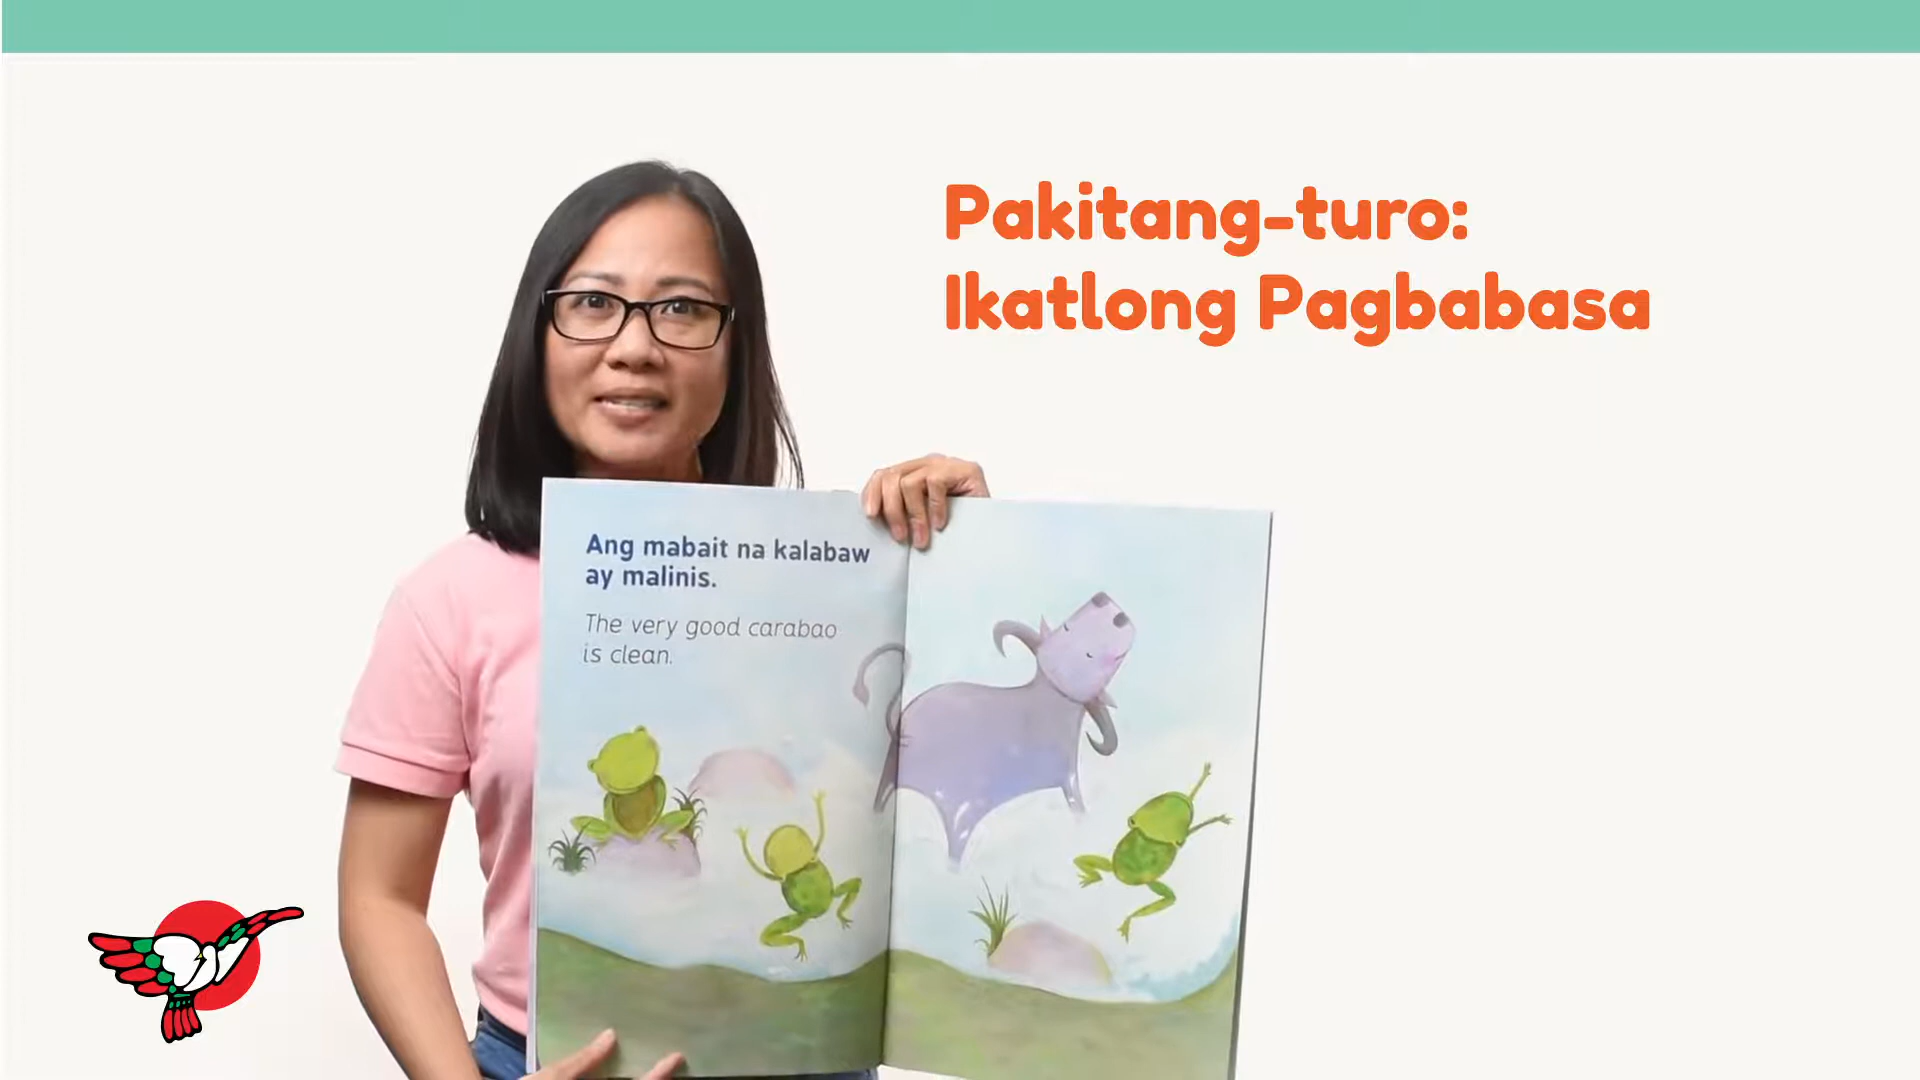 Pakitang-turo:
Ikatlong Pagbabasa
Ang mabait na kalabaw
ay malinis.
The very good carabao
is clean.